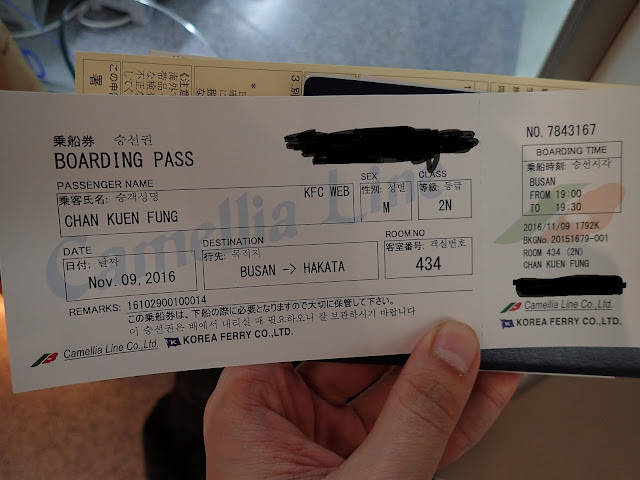 乗船券 승선권
BOARDING PASS
PASSENGER NAME
乗客氏名: 승객성명
KFC WEB
CHAN KUEN FUNG
SEX
性別: 성별
M
CLASS
等級: 등급
2N
DATE
日付: 날짜
Nov. 09, 2016
DESTINATION
行先: 목적지
BUSAN -> HAKATA
ROOM.NO
客室番号: 객실번호
434
REMARKS: 16102900100014
この乗船券は、下船の際に必要となりますので大切に保管して下さい。
이 승선권은 배에서 내리실 때 필요하오니 잘 보관하시기 바랍니다
Camellia Line Co., Ltd. KOREA FERRY CO., LTD.
Camellia Line
NO. 7843167
BOARDING TIME
乗船時刻: 승선시각
BUSAN
FROM 19:00
TO 19:30
2016/11/09 1792K
BKGNo. 20151679-001
ROOM 434 (2N)
CHAN KUEN FUNG
Camellia Line Co., Ltd.
KOREA FERRY CO., LTD.